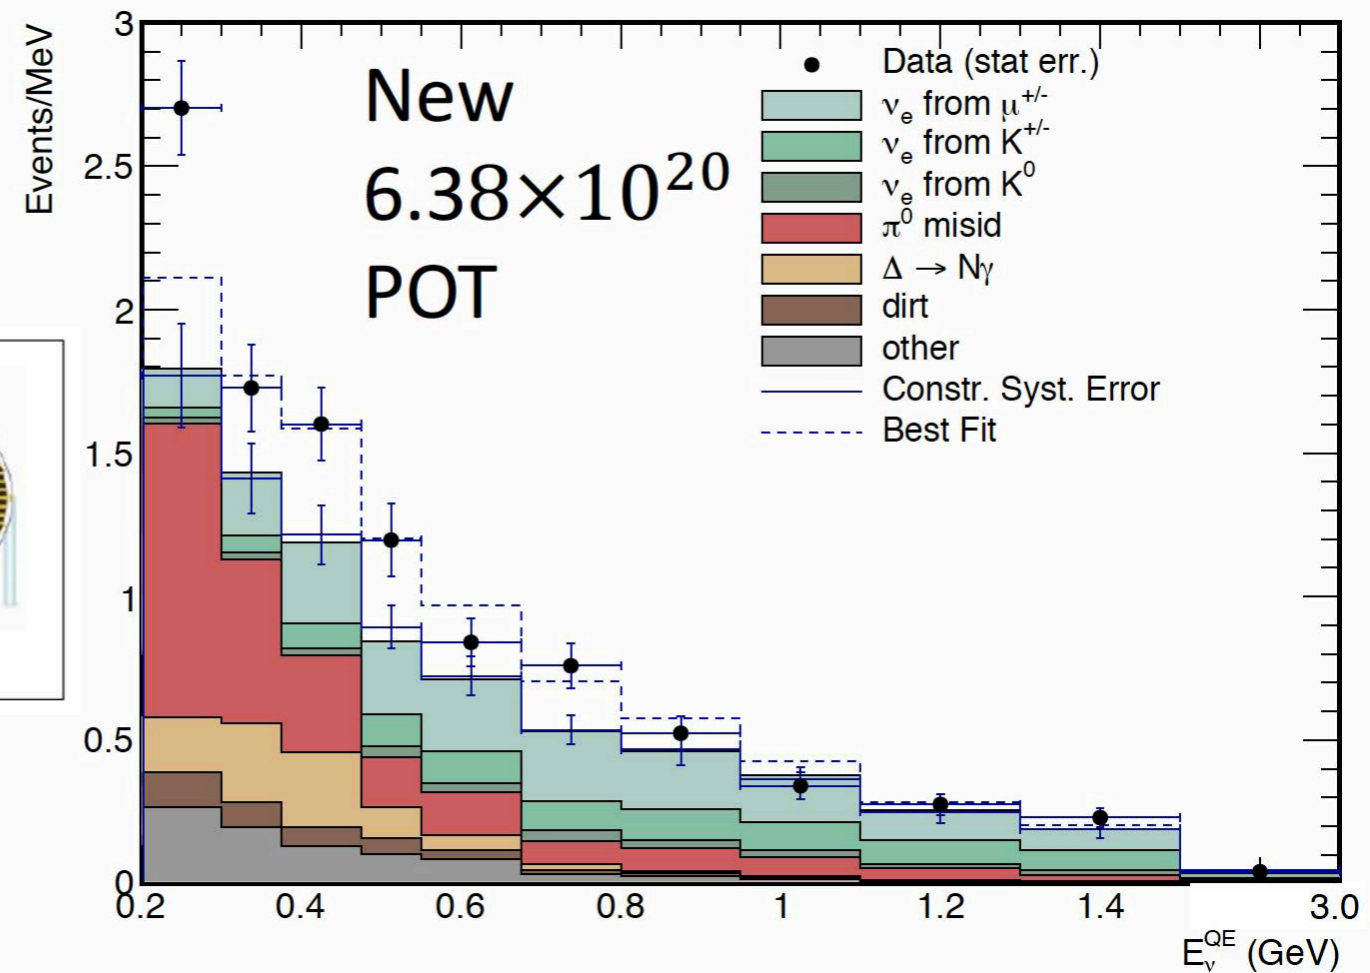 3
2.5
2
1.5
1
0.5
0
Events/MeV
New
6.38×10²⁰
POT
Data (stat err.)
νₑ from μ⁺/⁻
νₑ from K⁺/⁻
νₑ from K⁰
π⁰ misid
Δ → Nγ
dirt
other
Constr. Syst. Error
Best Fit
0.2 0.4 0.6 0.8 1 1.2 1.4 3.0
E_ν^QE (GeV)